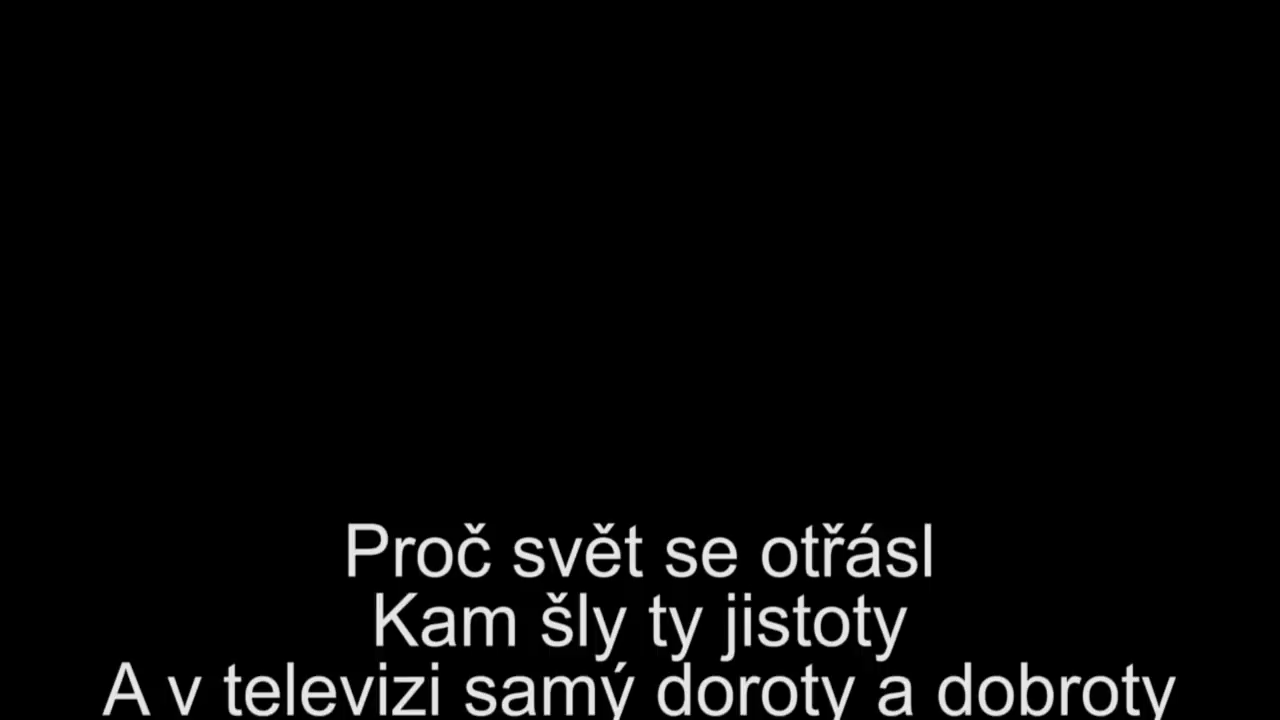 Proč svět se otřásl
Kam šly ty jistoty
A v televizi samý doroty a dobroty